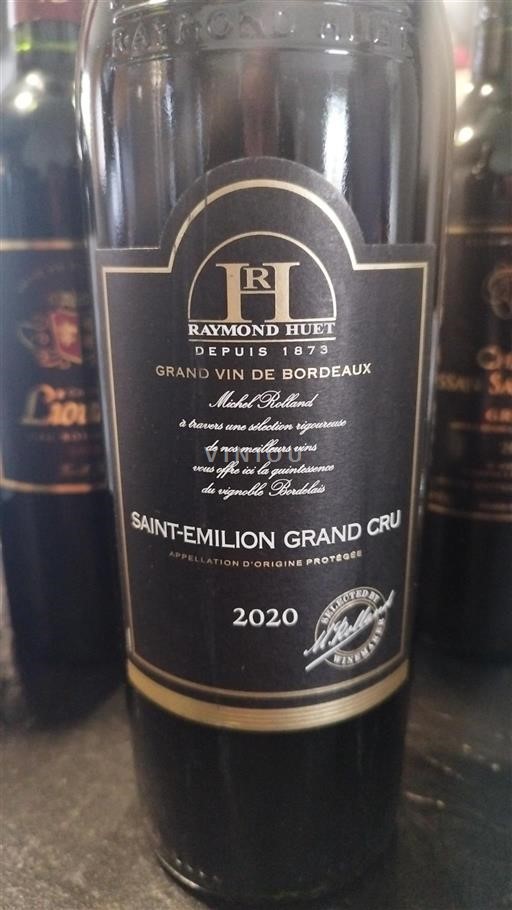 RAYMOND HUET
RH
RAYMOND HUET
DEPUIS 1873
GRAND VIN DE BORDEAUX
Michel Rolland
à travers une sélection rigoureuse
de nos meilleurs vins
VINIOU
vous offre ici la quintessence
du vignoble Bordelais
SAINT-EMILION GRAND CRU
APPELLATION D'ORIGINE PROTÉGÉE
2020
SELECTED BY
M. Rolland
WINEMAKER